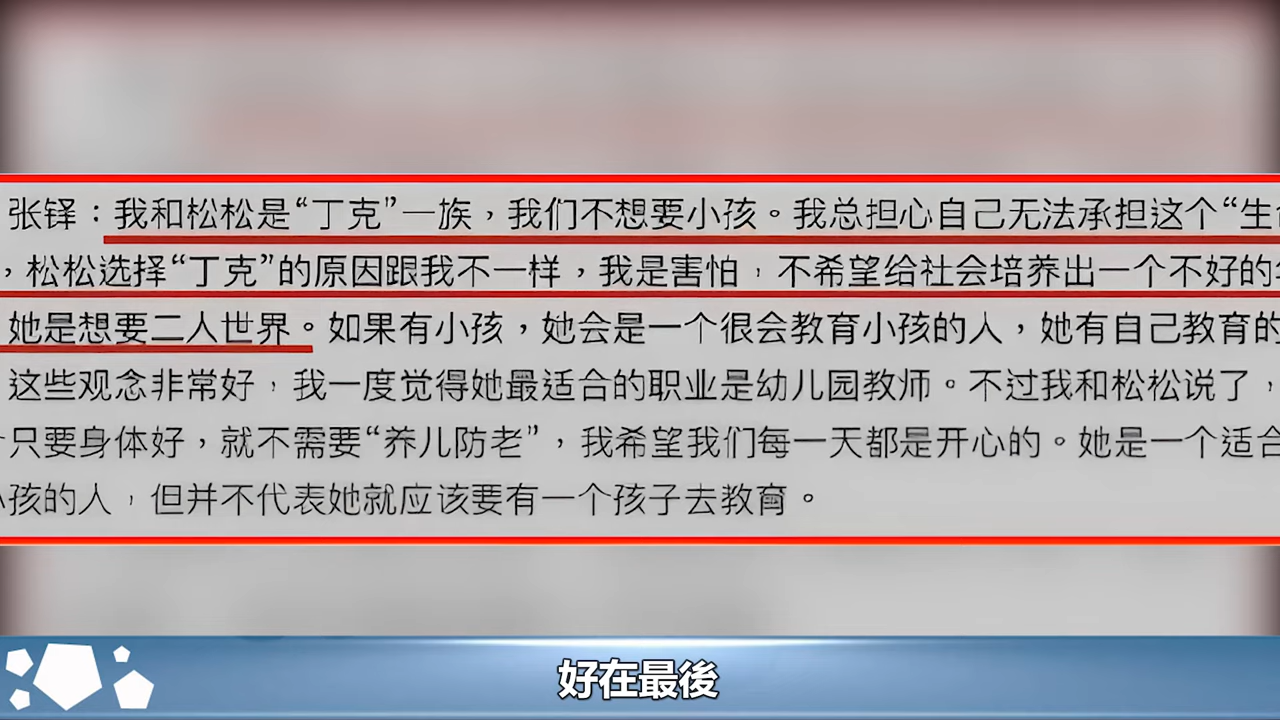 张铎：我和松松是“丁克”一族，我们不想要小孩。我总担心自己无法承担这个“生
，松松选择“丁克”的原因跟我不一样，我是害怕，不希望给社会培养出一个不好的
她是想要二人世界。如果有小孩，她会是一个很会教育小孩的人，她有自己教育的
这些观念非常好，我一度觉得她最适合的职业是幼儿园教师。不过我和松松说了，
只要身体好，就不需要“养儿防老”，我希望我们每一天都是开心的。她是一个适合
小孩的人，但并不代表她就应该要有一个孩子去教育。
好在最後